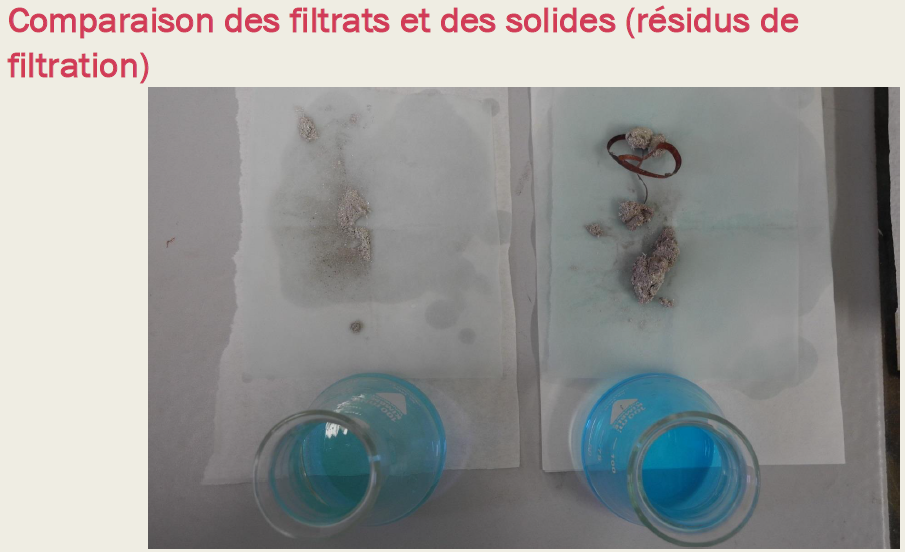 Comparaison des filtrats et des solides (résidus de
filtration)